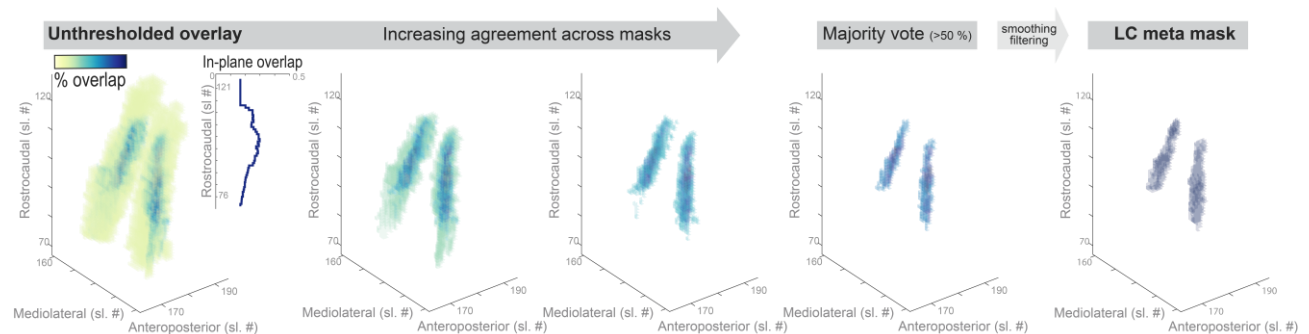 Unthresholded overlay
Increasing agreement across masks
Majority vote (>50 %)
smoothing
filtering
LC meta mask
% overlap
In-plane overlap
0
0.5
121
76
Rostrocaudal (sl. #)
120
70
160
Rostrocaudal (sl. #)
Mediolateral (sl. #)
170
190
Anteroposterior (sl. #)
120
70
160
Rostrocaudal (sl. #)
Mediolateral (sl. #)
170
190
Anteroposterior (sl. #)
120
70
160
Rostrocaudal (sl. #)
Mediolateral (sl. #)
170
190
Anteroposterior (sl. #)
120
70
160
Rostrocaudal (sl. #)
Mediolateral (sl. #)
170
190
Anteroposterior (sl. #)
120
70
160
Rostrocaudal (sl. #)
Mediolateral (sl. #)
170
190
Anteroposterior (sl. #)